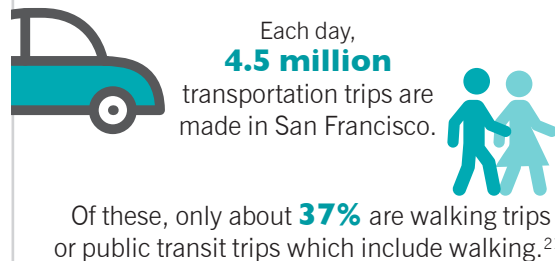 Each day,
4.5 million
transportation trips are
made in San Francisco.
Of these, only about 37% are walking trips
or public transit trips which include walking.²